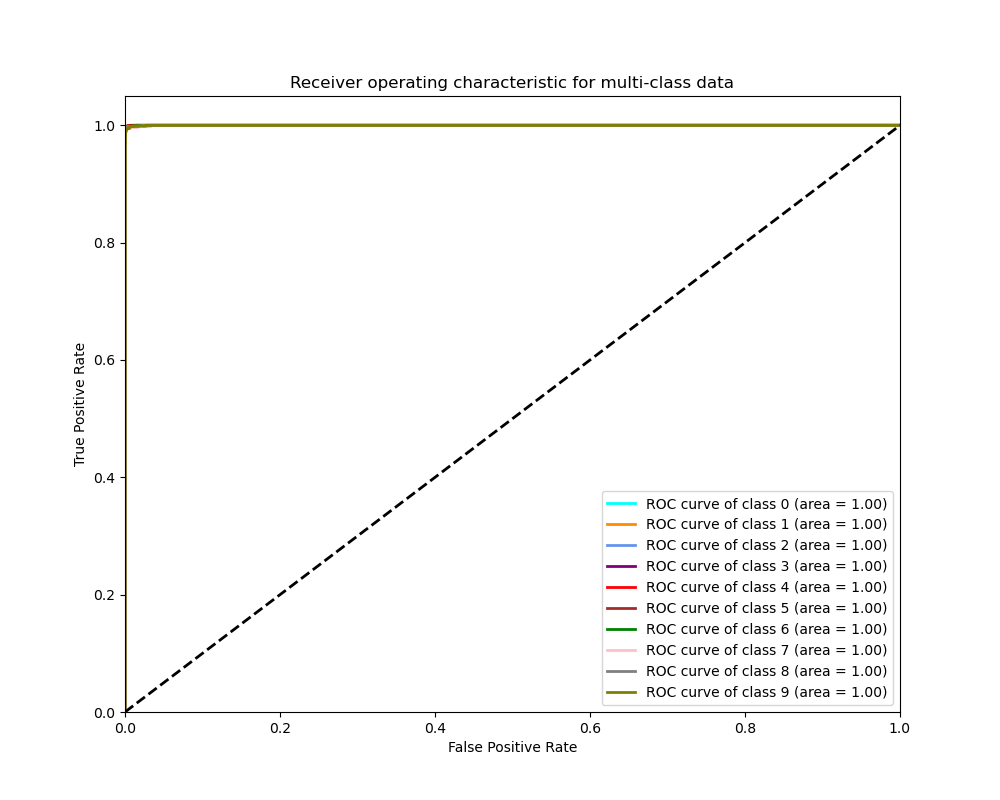 Receiver operating characteristic for multi-class data
1.0
0.8
0.6
0.4
0.2
0.0
True Positive Rate
ROC curve of class 0 (area = 1.00)
ROC curve of class 1 (area = 1.00)
ROC curve of class 2 (area = 1.00)
ROC curve of class 3 (area = 1.00)
ROC curve of class 4 (area = 1.00)
ROC curve of class 5 (area = 1.00)
ROC curve of class 6 (area = 1.00)
ROC curve of class 7 (area = 1.00)
ROC curve of class 8 (area = 1.00)
ROC curve of class 9 (area = 1.00)
0.0 0.2 0.4 0.6 0.8 1.0
False Positive Rate